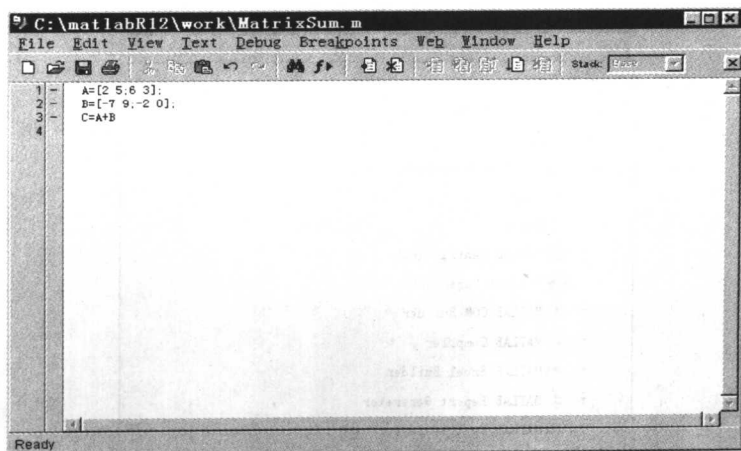 C:\matlabR12\work\MatrixSum.m
File Edit View Text Debug Breakpoints Web Window Help
Stack: Base
1 - A=[2 5;6 3];
2 - B=[-7 9;-2 0];
3 - C=A+B
4
Ready